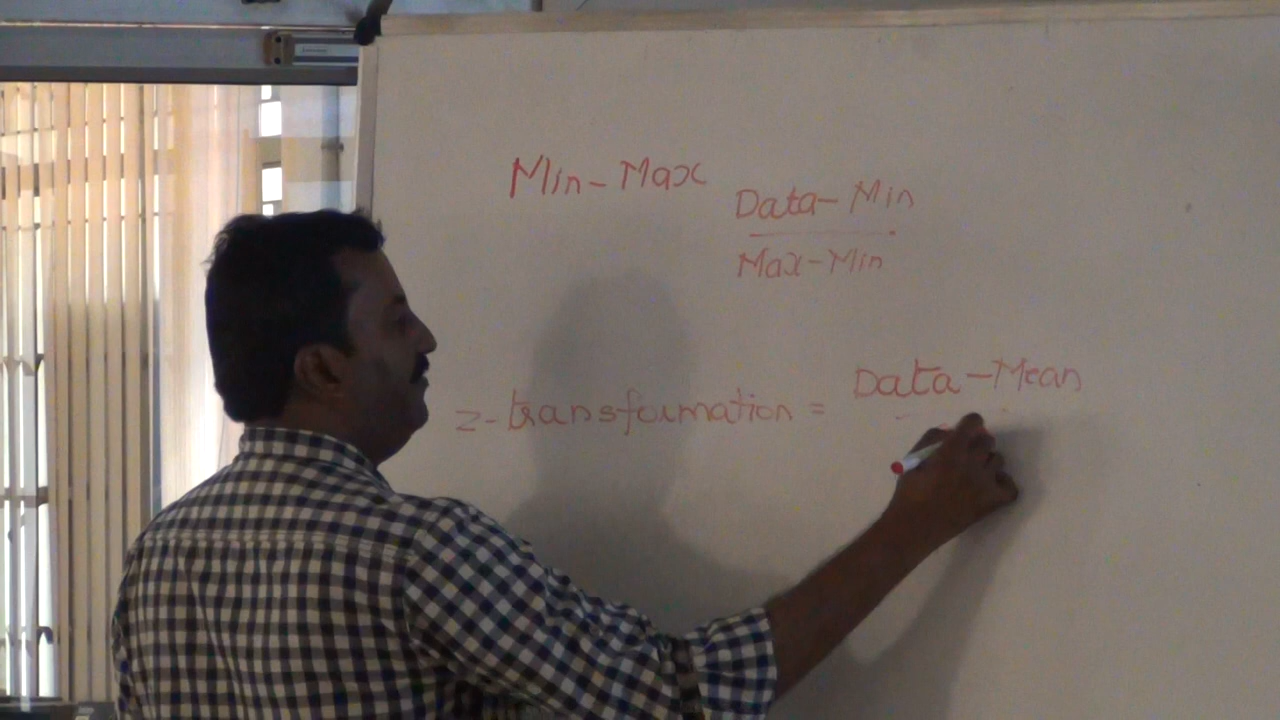 Min-Max
Data-Min
Max-Min
z-transformation =
Data-Mean